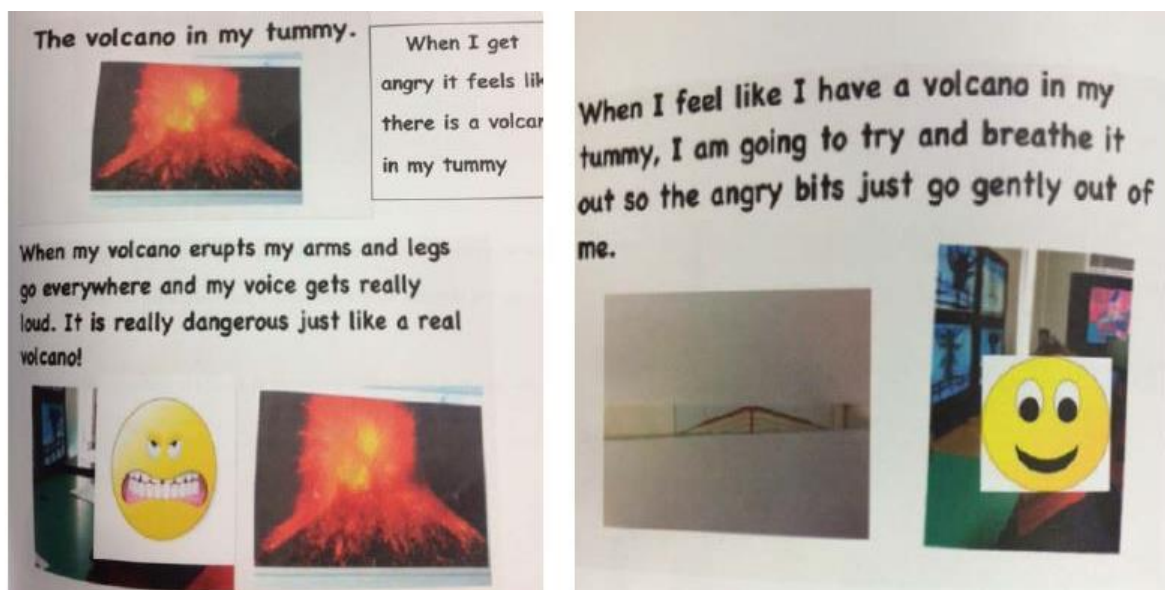 The volcano in my tummy.
When I get
angry it feels lik
there is a volcan
in my tummy
When my volcano erupts my arms and legs
go everywhere and my voice gets really
loud. It is really dangerous just like a real
volcano!
When I feel like I have a volcano in my
tummy, I am going to try and breathe it
out so the angry bits just go gently out of
me.